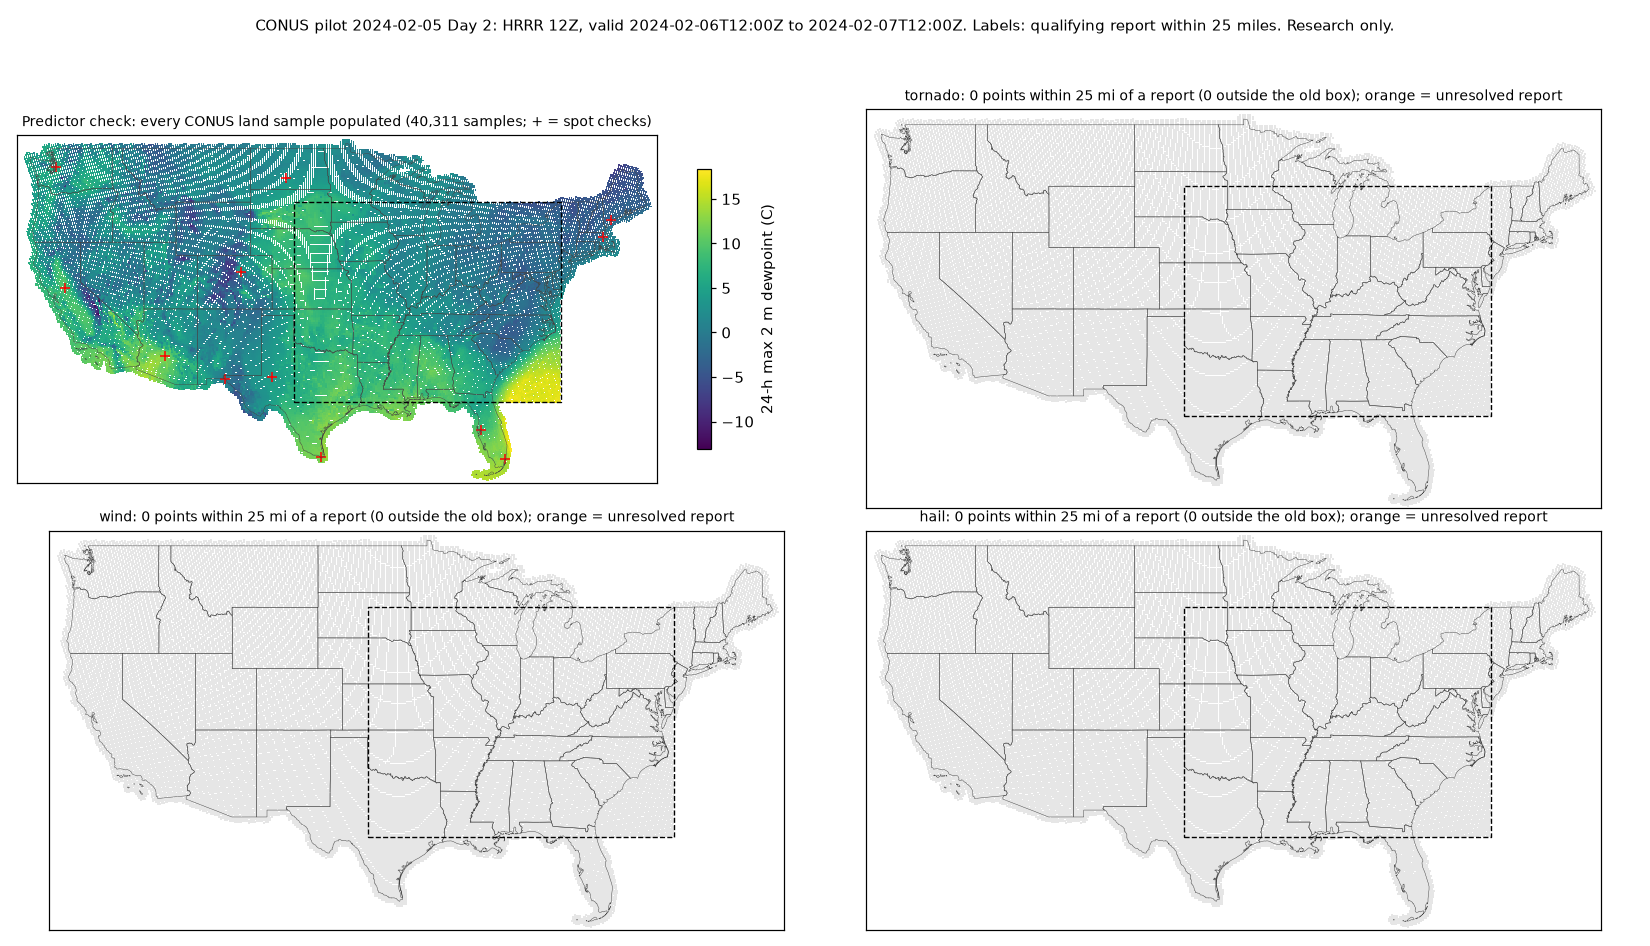 CONUS pilot 2024-02-05 Day 2: HRRR 12Z, valid 2024-02-06T12:00Z to 2024-02-07T12:00Z. Labels: qualifying report within 25 miles. Research only.
Predictor check: every CONUS land sample populated (40,311 samples; + = spot checks)
15
10
5
0
−5
−10
24-h max 2 m dewpoint (C)
tornado: 0 points within 25 mi of a report (0 outside the old box); orange = unresolved report
wind: 0 points within 25 mi of a report (0 outside the old box); orange = unresolved report
hail: 0 points within 25 mi of a report (0 outside the old box); orange = unresolved report